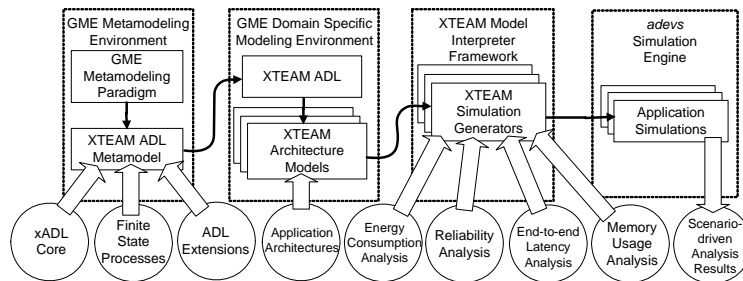 GME Metamodeling
Environment
GME
Metamodeling
Paradigm
XTEAM ADL
Metamodel
GME Domain Specific
Modeling Environment
XTEAM ADL
XTEAM
Architecture
Models
XTEAM Model
Interpreter
Framework
XTEAM
Simulation
Generators
adevs
Simulation
Engine
Application
Simulations
xADL
Core
Finite
State
Processes
ADL
Extensions
Application
Architectures
Energy
Consumption
Analysis
Reliability
Analysis
End-to-end
Latency
Analysis
Memory
Usage
Analysis
Scenario-
driven
Analysis
Results